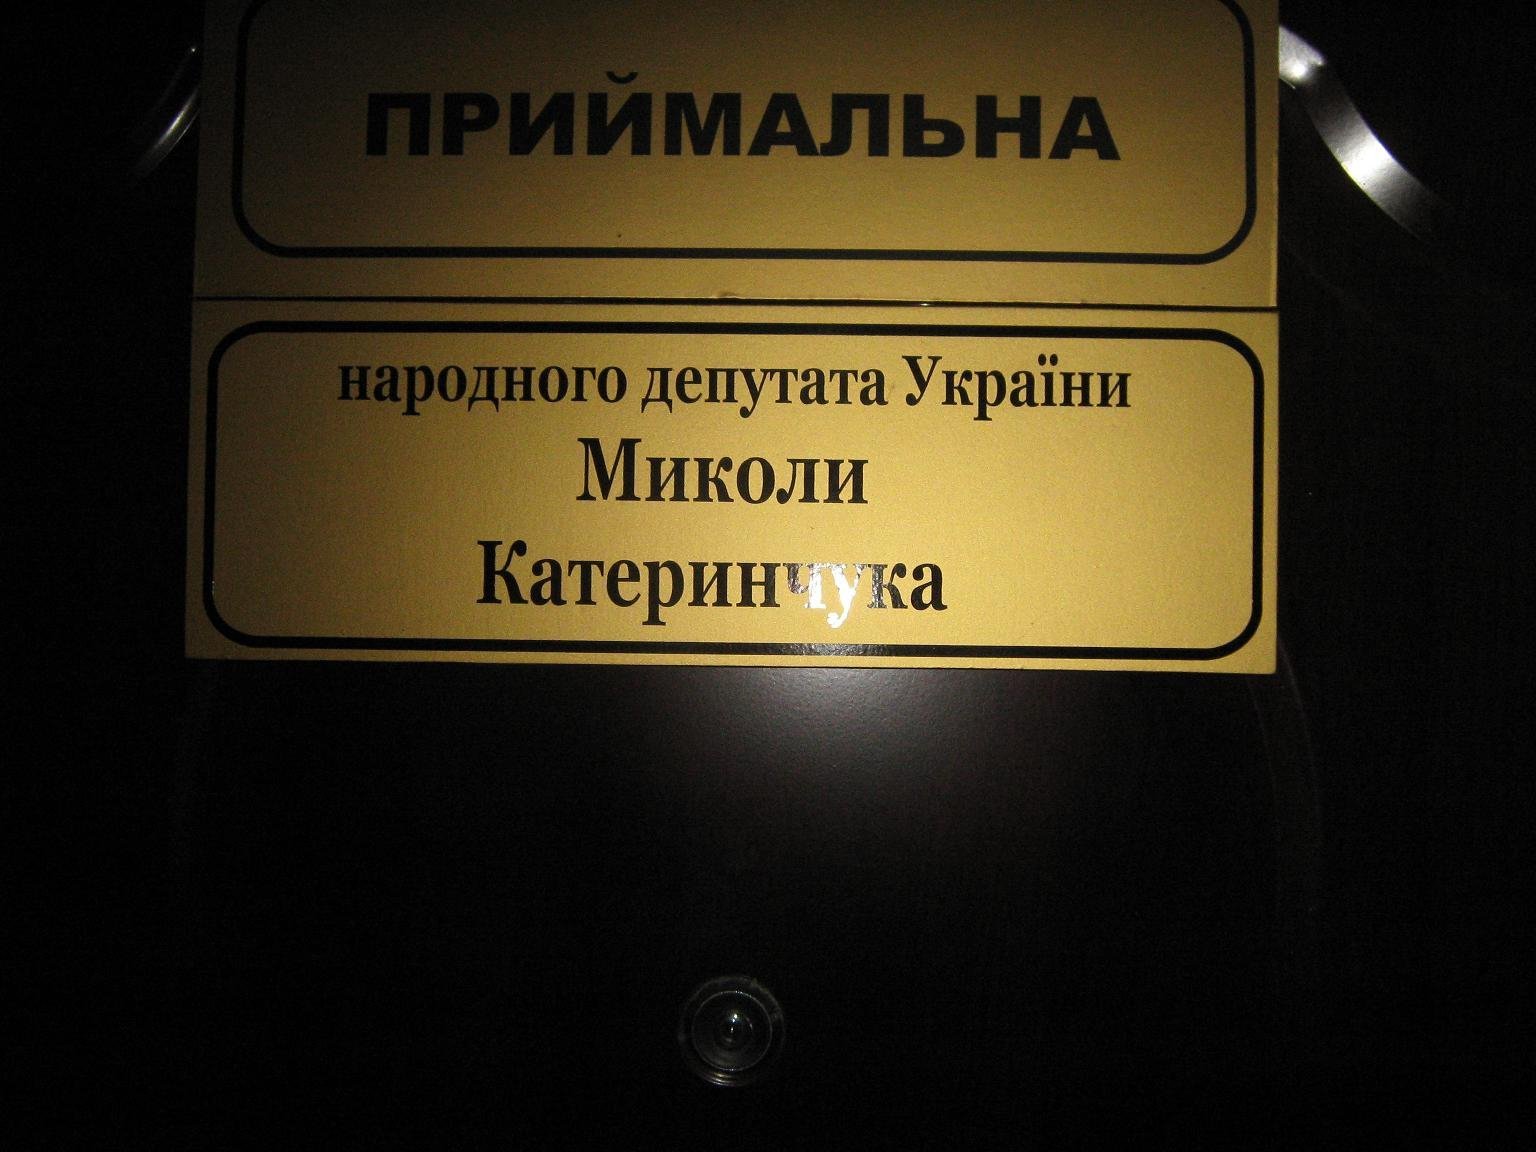 ПРИЙМАЛЬНА
народного депутата України
Миколи
Катеринчука